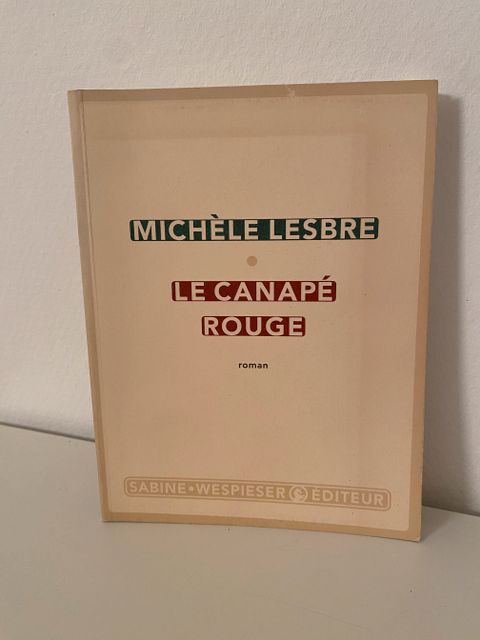 MICHÈLE LESBRE
LE CANAPÉ
ROUGE
roman
SABINE • WESPIESER ÉDITEUR